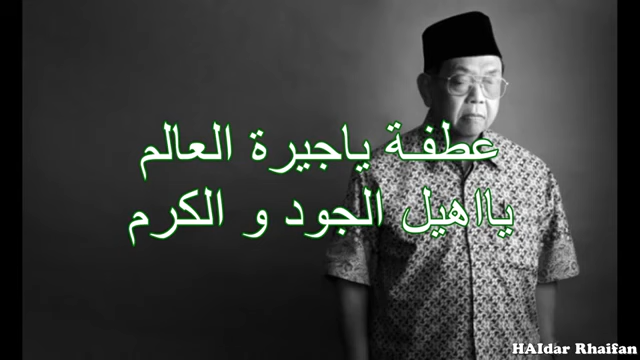 عطفة ياجيرة العالم
يااهيل الجود و الكرم
HAIdar Rhaifan